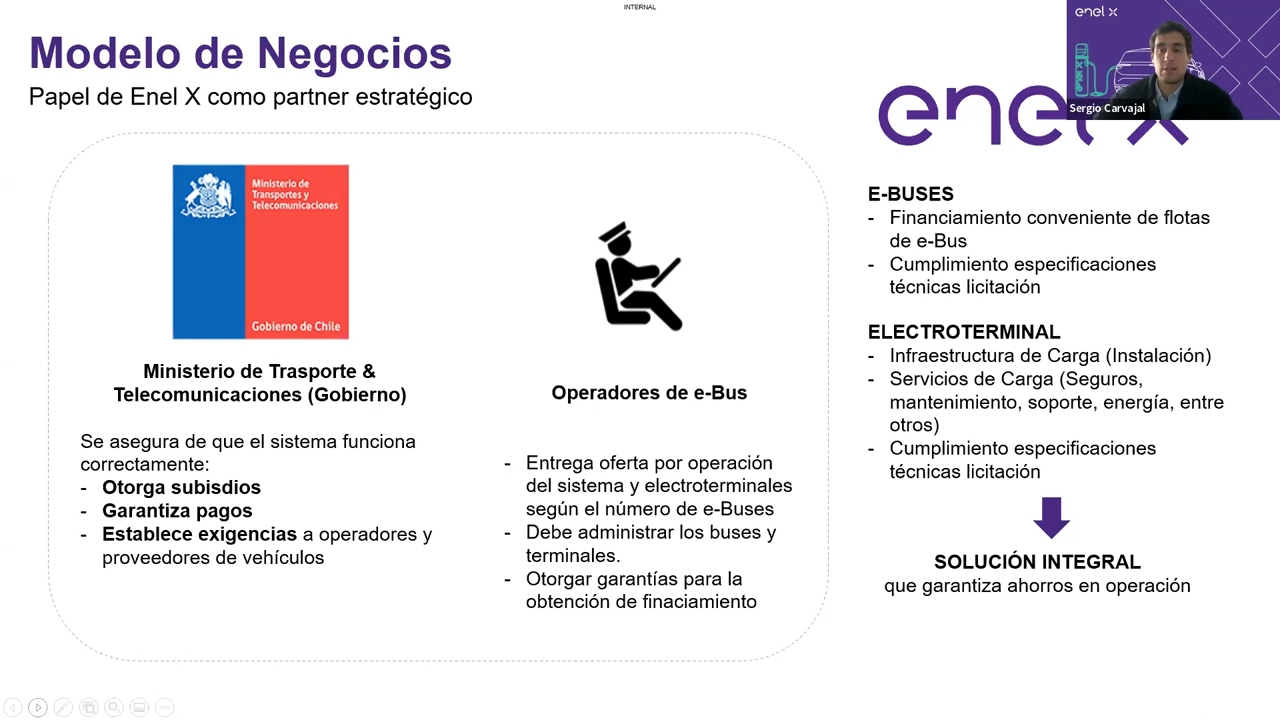 INTERNAL
Modelo de Negocios
Papel de Enel X como partner estratégico
enel x
Sergio Carvajal
enel x
Ministerio de
Transportes y
Telecomunicaciones
Gobierno de Chile
Ministerio de Trasporte &
Telecomunicaciones (Gobierno)
Se asegura de que el sistema funciona
correctamente:
- Otorga subisdios
- Garantiza pagos
- Establece exigencias a operadores y
proveedores de vehículos
Operadores de e-Bus
- Entrega oferta por operación
del sistema y electroterminales
según el número de e-Buses
- Debe administrar los buses y
terminales.
- Otorgar garantías para la
obtención de finaciamiento
E-BUSES
- Financiamiento conveniente de flotas
de e-Bus
- Cumplimiento especificaciones
técnicas licitación
ELECTROTERMINAL
- Infraestructura de Carga (Instalación)
- Servicios de Carga (Seguros,
mantenimiento, soporte, energía, entre
otros)
- Cumplimiento especificaciones
técnicas licitación
SOLUCIÓN INTEGRAL
que garantiza ahorros en operación